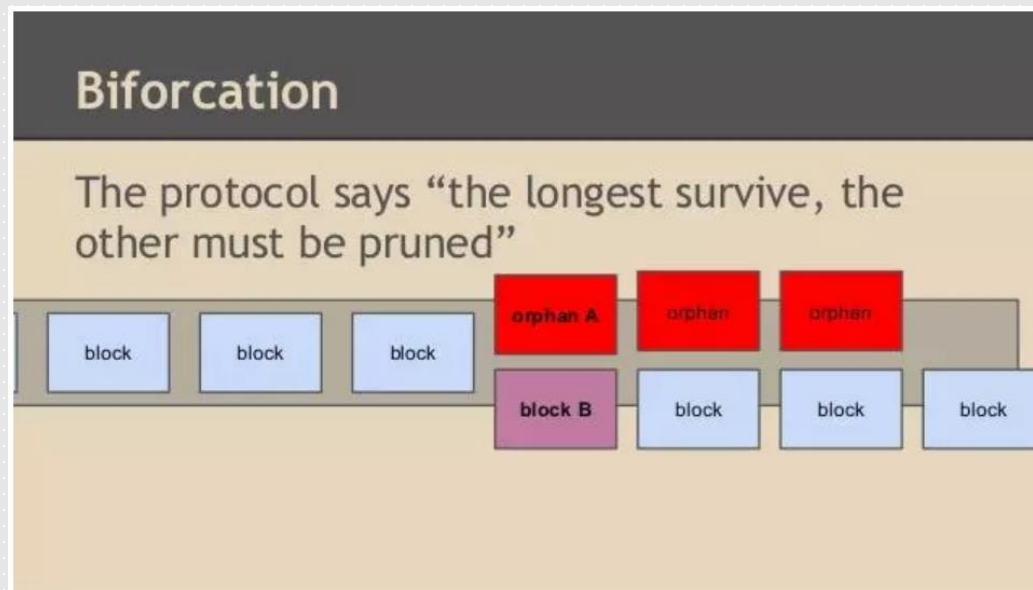 Biforcation
The protocol says “the longest survive, the
other must be pruned”
orphan A
orphan
orphan
block
block
block
block B
block
block
block